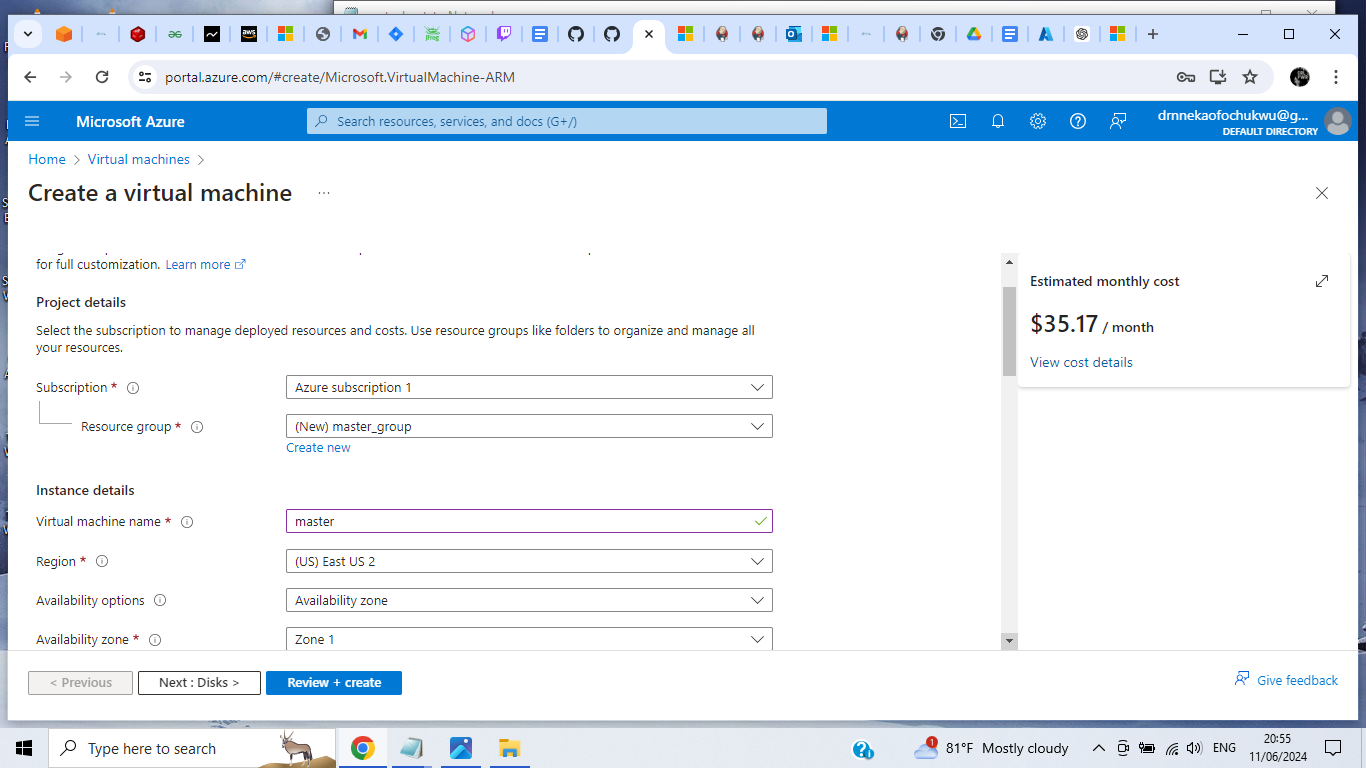 portal.azure.com/#create/Microsoft.VirtualMachine-ARM
Microsoft Azure
Search resources, services, and docs (G+/)
drnnekaofochukwu@g...
DEFAULT DIRECTORY
Home
Virtual machines
Create a virtual machine
...
for full customization. Learn more
Project details
Select the subscription to manage deployed resources and costs. Use resource groups like folders to organize and manage all
your resources.
Subscription *
Azure subscription 1
Resource group *
(New) master_group
Create new
Instance details
Virtual machine name *
master
Region *
(US) East US 2
Availability options
Availability zone
Availability zone *
Zone 1
Estimated monthly cost
$35.17 / month
View cost details
< Previous
Next : Disks >
Review + create
Give feedback
Type here to search
1
81°F Mostly cloudy
ENG
20:55
11/06/2024